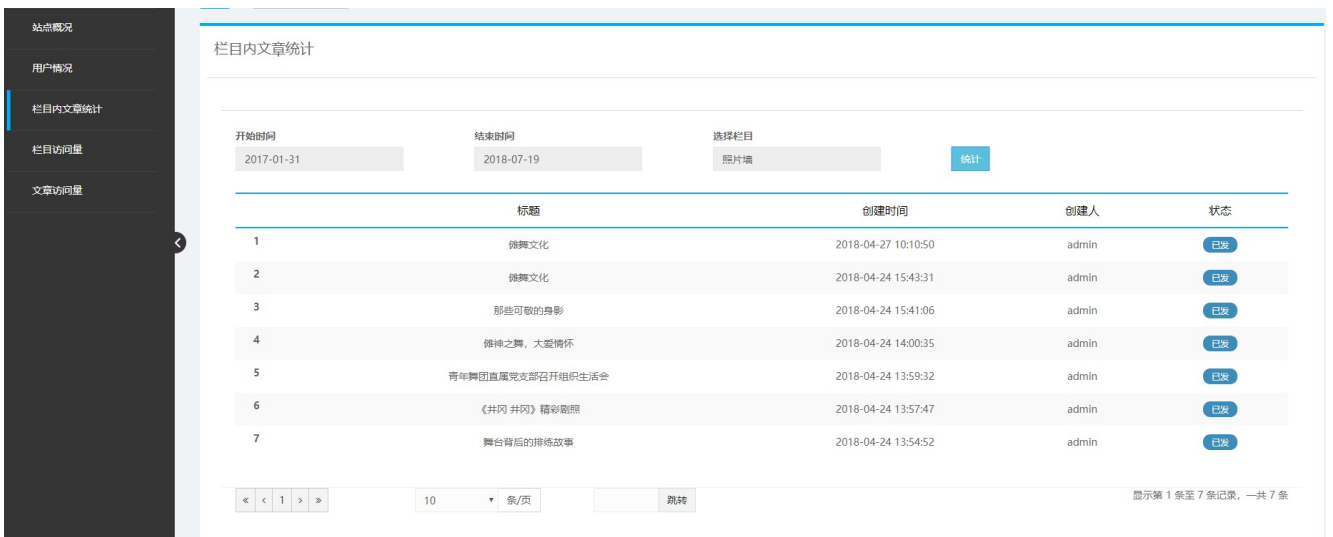 站点概况
用户情况
栏目内文章统计
栏目访问量
文章访问量
栏目内文章统计
开始时间 结束时间 选择栏目
2017-01-31 2018-07-19 照片墙 统计
标题 创建时间 创建人 状态
1 傩舞文化 2018-04-27 10:10:50 admin 已发
2 傩舞文化 2018-04-24 15:43:31 admin 已发
3 那些可敬的身影 2018-04-24 15:41:06 admin 已发
4 傩神之舞，大爱情怀 2018-04-24 14:00:35 admin 已发
5 青年舞团直属党支部召开组织生活会 2018-04-24 13:59:32 admin 已发
6 《井冈 井冈》精彩剧照 2018-04-24 13:57:47 admin 已发
7 舞台背后的排练故事 2018-04-24 13:54:52 admin 已发
« < 1 > » 10 条/页 跳转 显示第 1 条至 7 条记录，一共 7 条